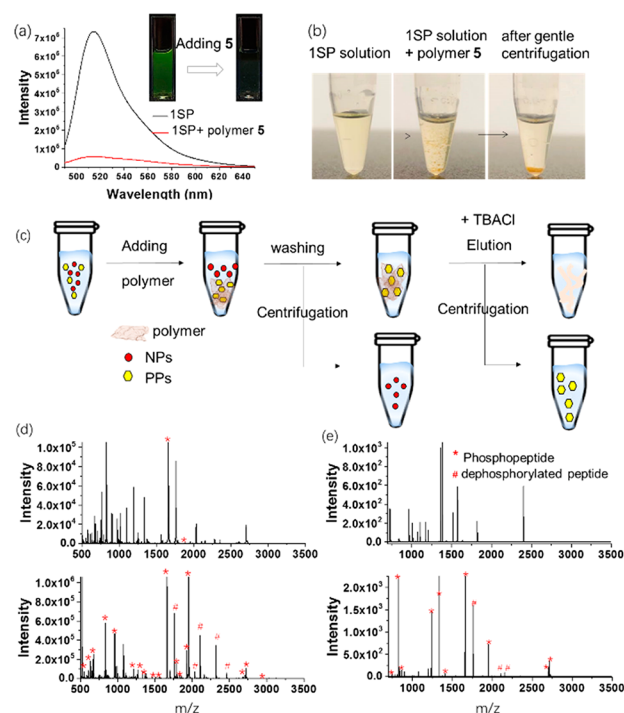 (a)
Adding 5
1SP
1SP+ polymer 5
Intensity
7x10⁶
6x10⁶
5x10⁶
4x10⁶
3x10⁶
2x10⁶
1x10⁶
0
500 520 540 560 580 600 620 640
Wavelength (nm)
(b)
1SP solution
1SP solution
+ polymer 5
after gentle
centrifugation
(c)
Adding
polymer
washing
Centrifugation
+ TBACl
Elution
Centrifugation
polymer
NPs
PPs
(d)
Intensity
1.0x10⁵
8.0x10⁴
6.0x10⁴
4.0x10⁴
2.0x10⁴
0.0
500 1000 1500 2000 2500 3000 3500
Intensity
1.0x10⁶
8.0x10⁵
6.0x10⁵
4.0x10⁵
2.0x10⁵
0.0
500 1000 1500 2000 2500 3000 3500
m/z
(e)
* Phosphopeptide
# dephosphorylated peptide
Intensity
1.0x10³
8.0x10²
6.0x10²
4.0x10²
2.0x10²
0.0
1000 1500 2000 2500 3000 3500
Intensity
2.0x10³
1.5x10³
1.0x10³
5.0x10²
0.0
1000 1500 2000 2500 3000 3500
m/z